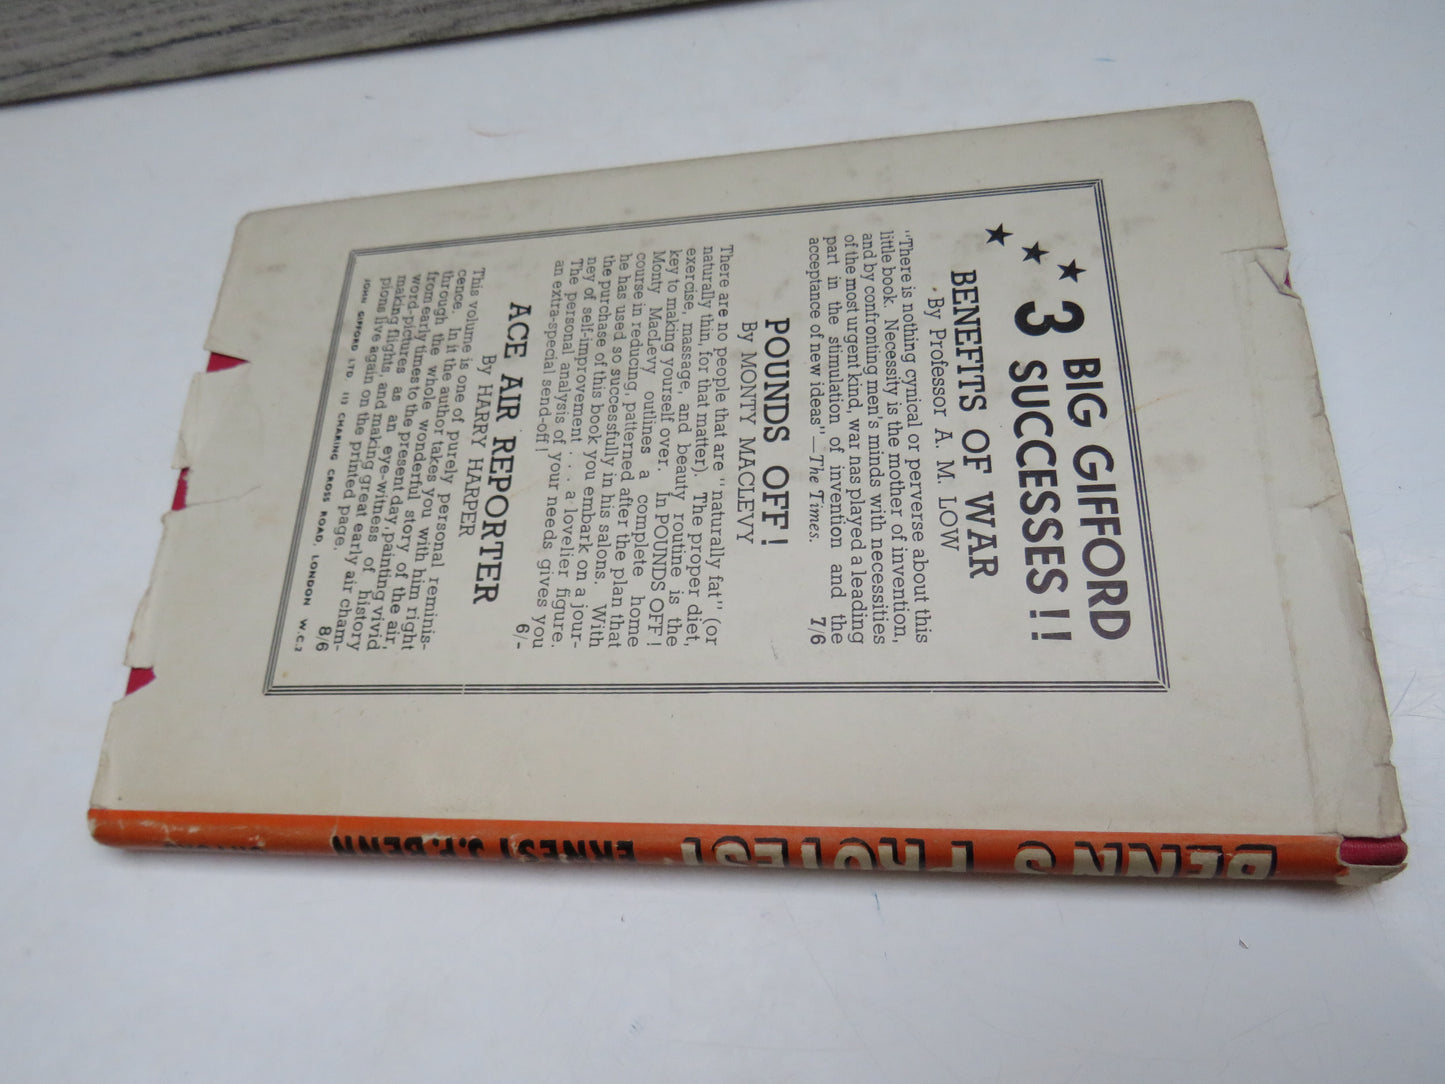 3 BIG GIFFORD
SUCCESSES!!
BENEFITS OF WAR
By Professor A. M. LOW
"There is nothing cynical or perverse about this
little book. Necessity is the mother of invention,
and by confronting men's minds with necessities
of the most urgent kind, war has played a leading
part in the stimulation of invention and the
acceptance of new ideas"—The Times. 7/6
POUNDS OFF!
By MONTY MACLEVY
There are no people that are "naturally fat" (or
naturally thin, for that matter). The proper diet,
exercise, massage, and beauty routine is the
key to making yourself over. In POUNDS OFF!
Monty MacLevy outlines a complete home
course in reducing, patterned after the plan that
he has used so successfully in his salons. With
the purchase of this book you embark on a jour-
ney of self-improvement . . . a lovelier figure.
The personal analysis of your needs gives you
an extra-special send-off! 6/-
ACE AIR REPORTER
By HARRY HARPER
This volume is one of purely personal reminis-
cence. In it the author takes you with him right
through the whole wonderful story of the air,
from early times to the present day, painting vivid
word-pictures as an eye-witness of history
making flights, and making great early air cham-
pions live again on the printed page. 8/6
JOHN GIFFORD LTD. 113 CHARING CROSS ROAD, LONDON W.C.2
BENN'S PROTEST
ERNEST J.P. BENN